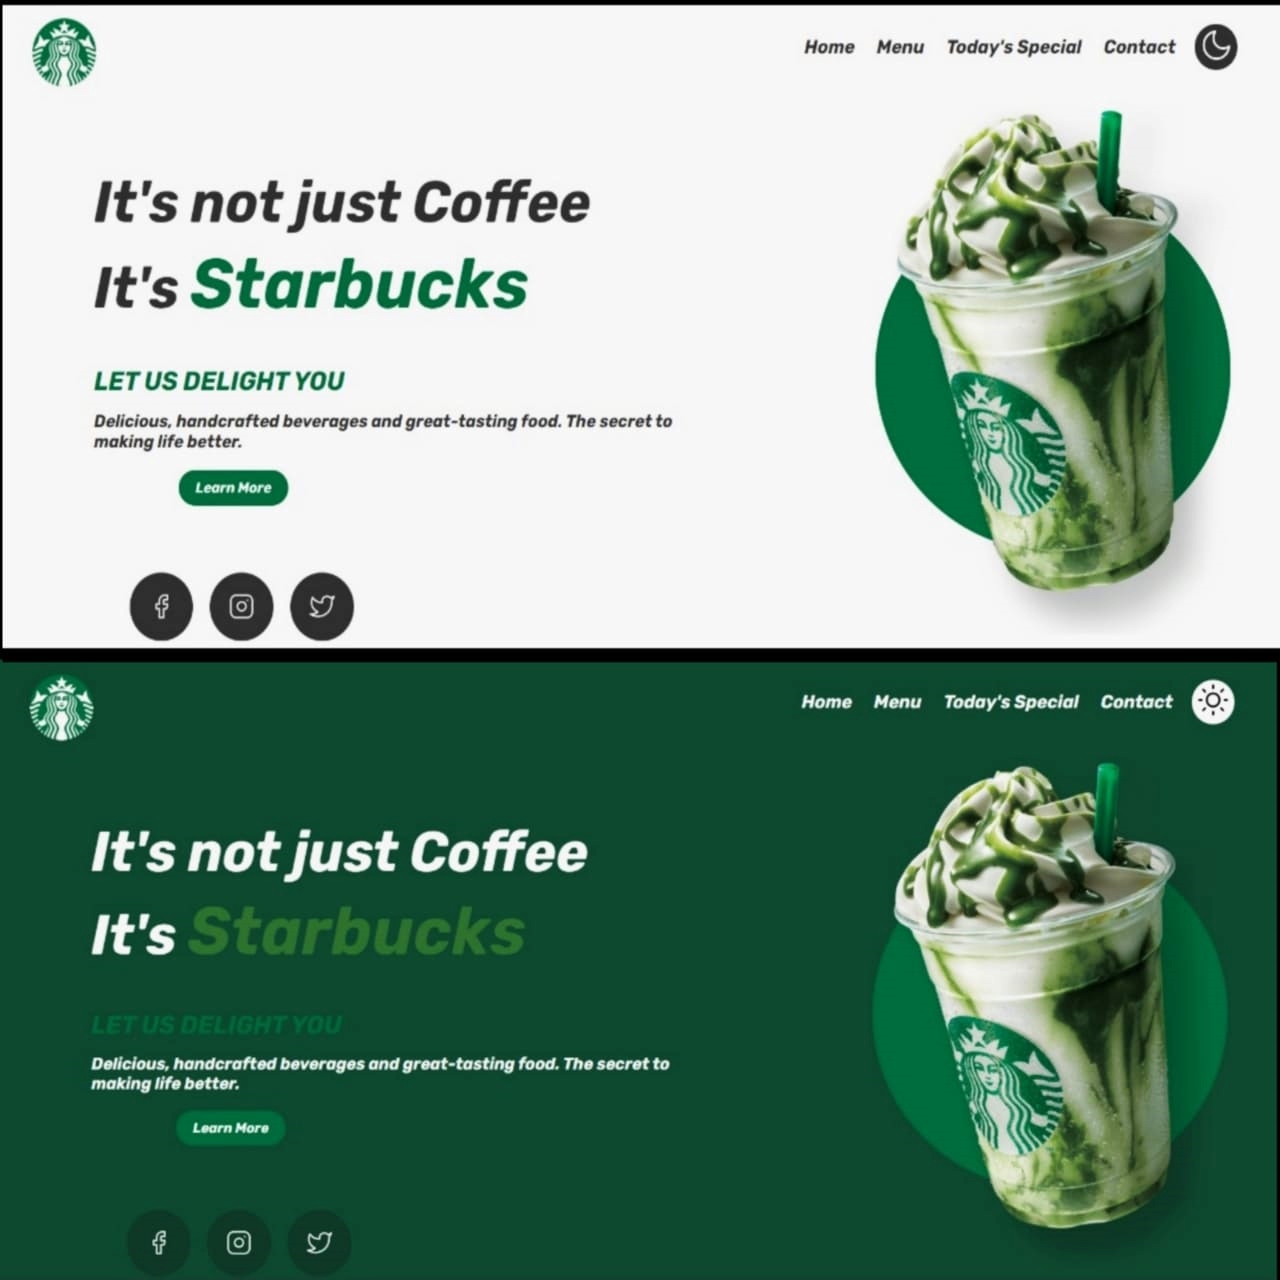 Home Menu Today's Special Contact
It's not just Coffee
It's Starbucks
LET US DELIGHT YOU
Delicious, handcrafted beverages and great-tasting food. The secret to
making life better.
Learn More
Home Menu Today's Special Contact
It's not just Coffee
It's Starbucks
LET US DELIGHT YOU
Delicious, handcrafted beverages and great-tasting food. The secret to
making life better.
Learn More